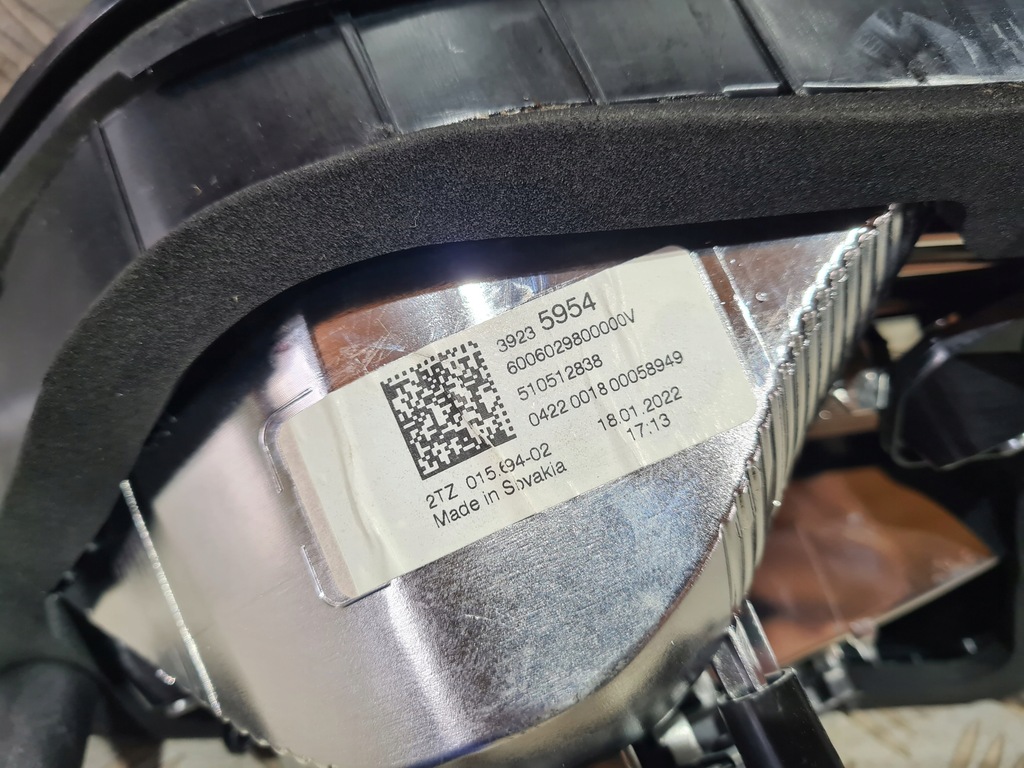 3923 5954
6006029800000V
510512838
0422 0018 00058949
18.01.2022
17:13
2TZ 015.694-02
Made in Slovakia